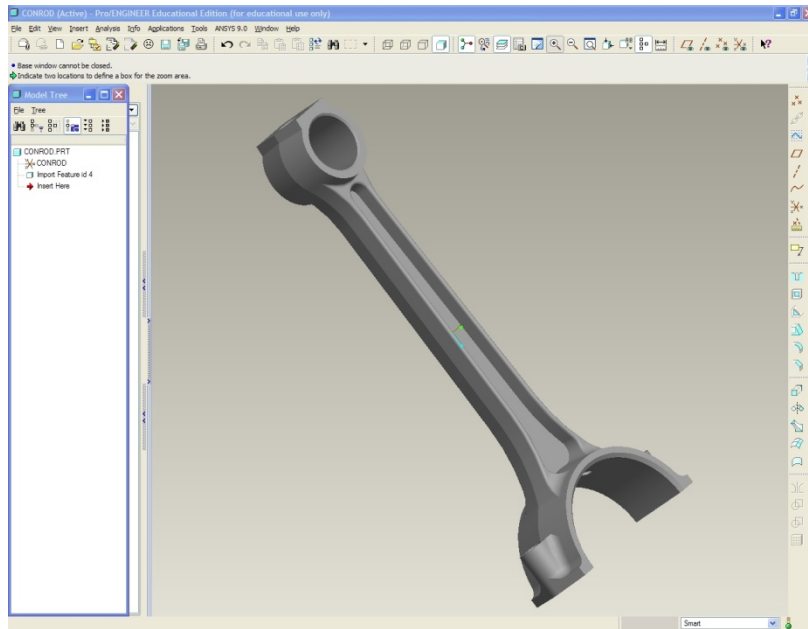 CONROD (Active) - Pro/ENGINEER Educational Edition (for educational use only)
File Edit View Insert Analysis Info Applications Tools ANSYS 9.0 Window Help
Base window cannot be closed.
Indicate two locations to define a box for the zoom area.
Model Tree
File Tree
CONROD.PRT
CONROD
Import Feature id 4
Insert Here
Smart